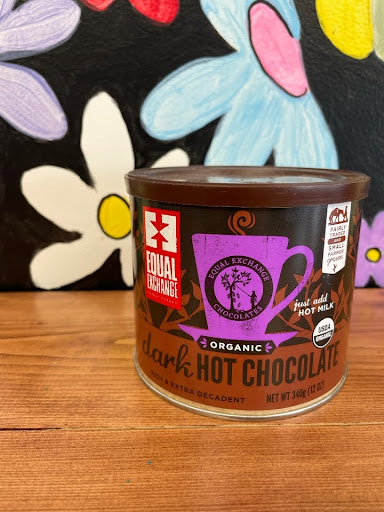 EQUAL
EXCHANGE
EQUAL EXCHANGE
CHOCOLATES
FAIRLY
TRADED
SMALL
FARMER
GROWN
just add
HOT MILK
USDA
ORGANIC
ORGANIC
dark HOT CHOCOLATE
RICH & EXTRA DECADENT
NET WT 340g (12 OZ)